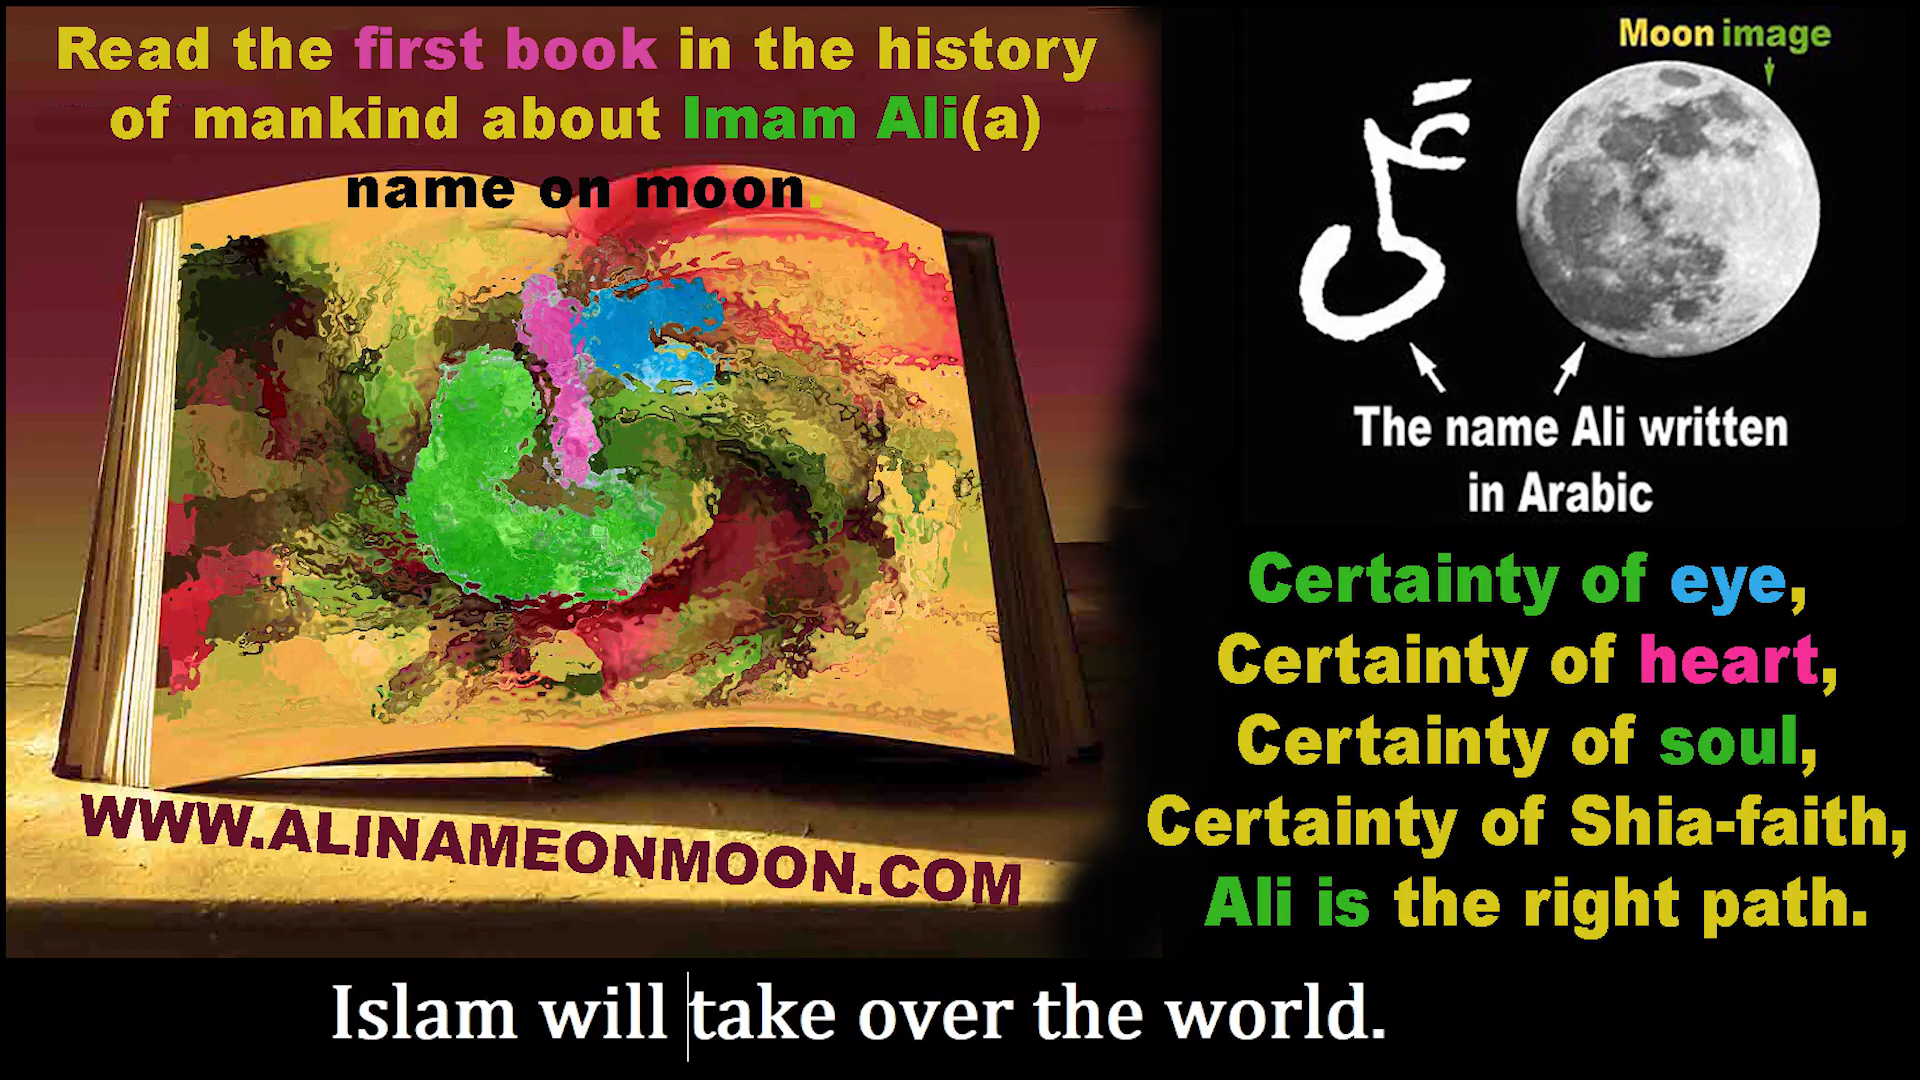 Read the first book in the history
of mankind about Imam Ali(a)
name on moon.
WWW.ALINAMEONMOON.COM
Moon image
The name Ali written
in Arabic
Certainty of eye,
Certainty of heart,
Certainty of soul,
Certainty of Shia-faith,
Ali is the right path.
Islam will take over the world.